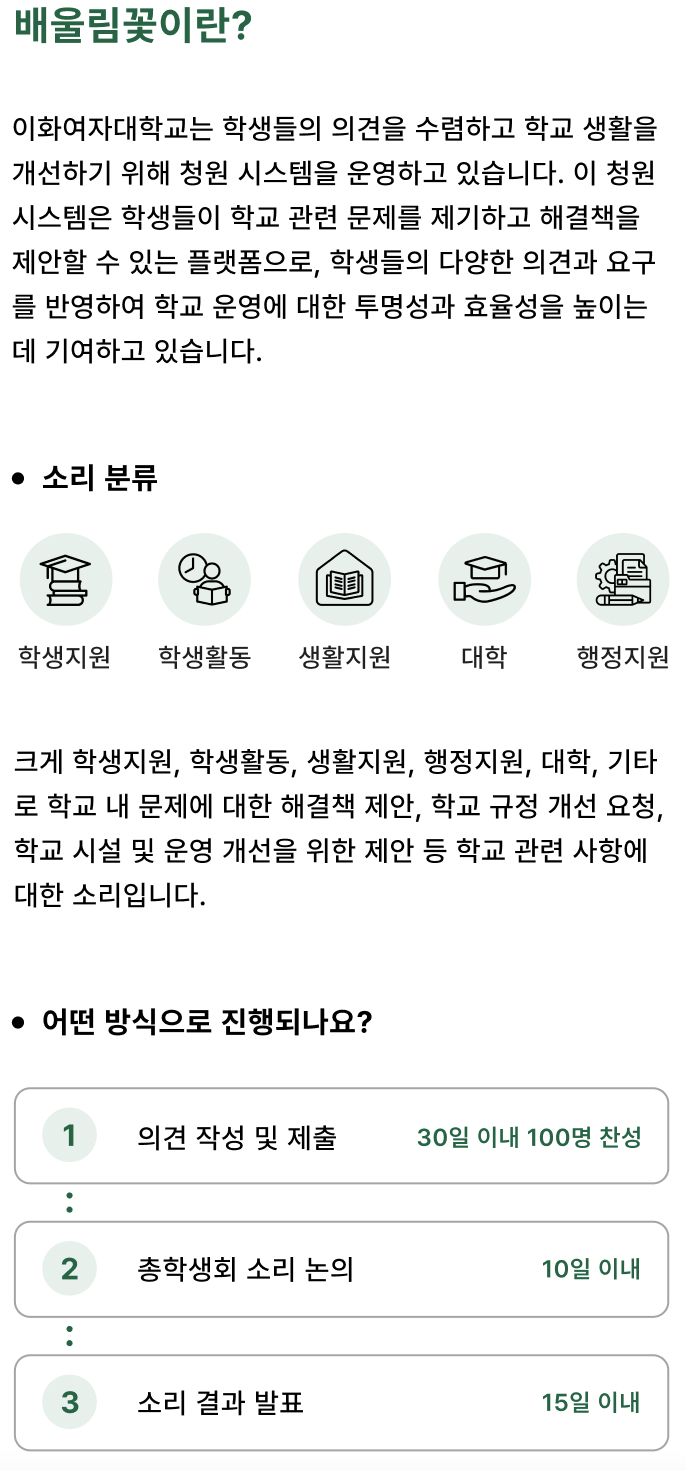 배울림꽃이란?
이화여자대학교는 학생들의 의견을 수렴하고 학교 생활을
개선하기 위해 청원 시스템을 운영하고 있습니다. 이 청원
시스템은 학생들이 학교 관련 문제를 제기하고 해결책을
제안할 수 있는 플랫폼으로, 학생들의 다양한 의견과 요구
를 반영하여 학교 운영에 대한 투명성과 효율성을 높이는
데 기여하고 있습니다.
• 소리 분류
학생지원 학생활동 생활지원 대학 행정지원
크게 학생지원, 학생활동, 생활지원, 행정지원, 대학, 기타
로 학교 내 문제에 대한 해결책 제안, 학교 규정 개선 요청,
학교 시설 및 운영 개선을 위한 제안 등 학교 관련 사항에
대한 소리입니다.
• 어떤 방식으로 진행되나요?
1 의견 작성 및 제출 30일 이내 100명 찬성
2 총학생회 소리 논의 10일 이내
3 소리 결과 발표 15일 이내